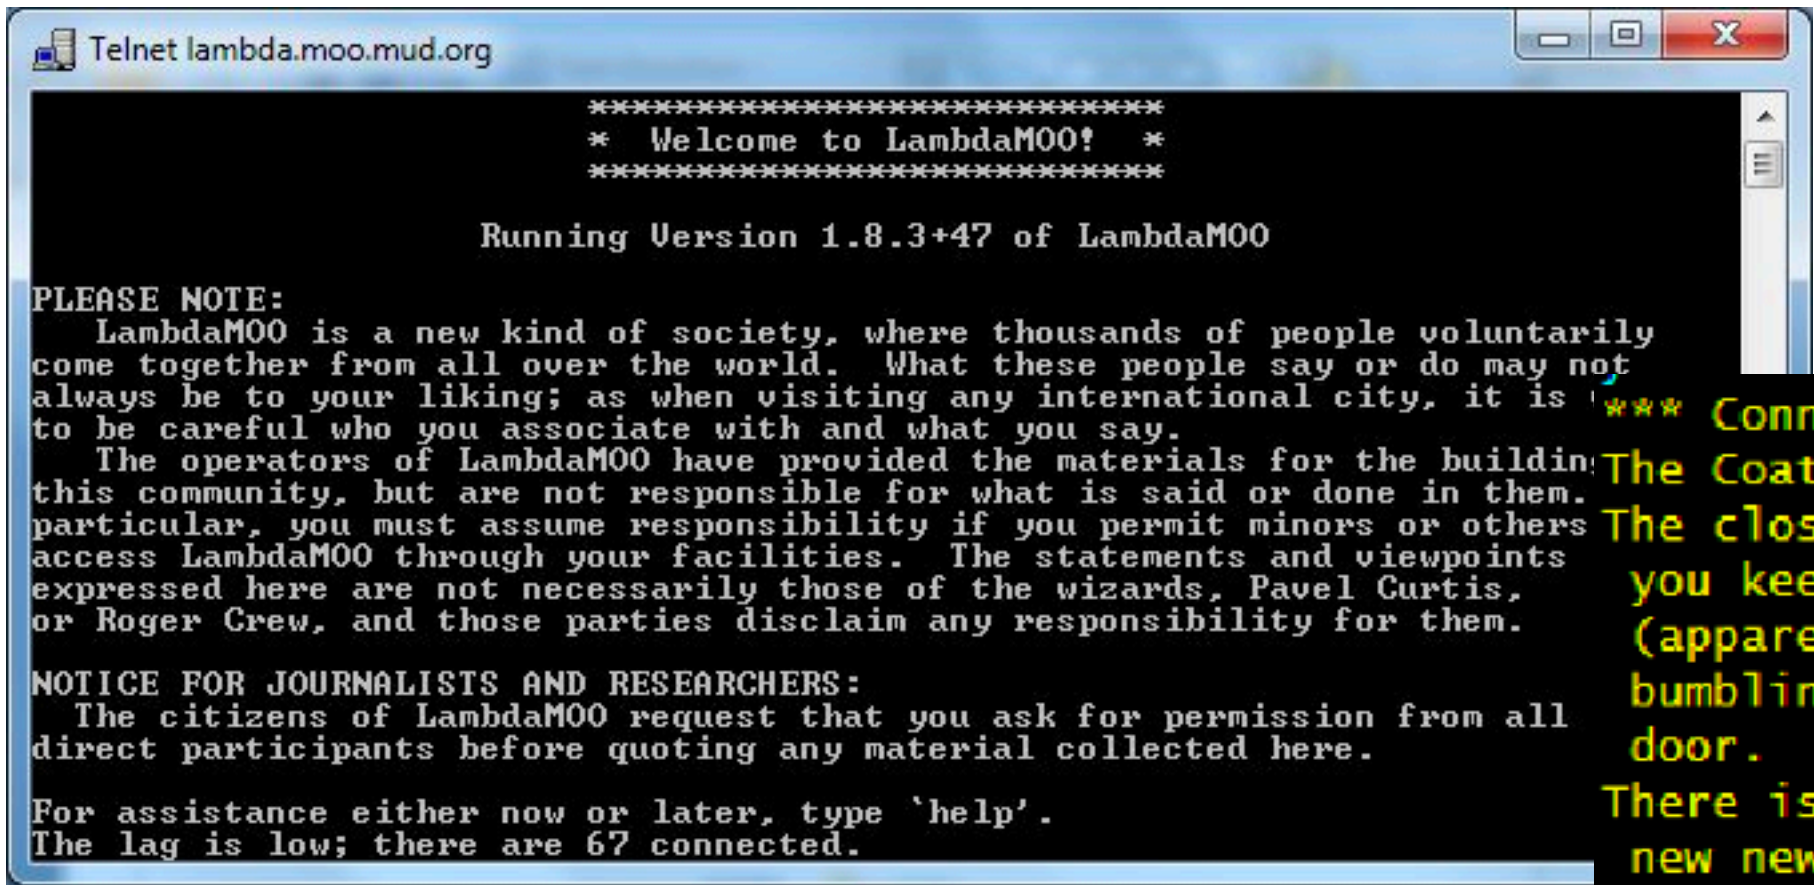 Telnet lambda.moo.mud.org
***************************
*  Welcome to LambdaMOO!  *
***************************
Running Version 1.8.3+47 of LambdaMOO
PLEASE NOTE:
LambdaMOO is a new kind of society, where thousands of people voluntarily
come together from all over the world.  What these people say or do may not
always be to your liking; as when visiting any international city, it is
to be careful who you associate with and what you say.
The operators of LambdaMOO have provided the materials for the buildin
this community, but are not responsible for what is said or done in them.
particular, you must assume responsibility if you permit minors or others
access LambdaMOO through your facilities.  The statements and viewpoints
expressed here are not necessarily those of the wizards, Pavel Curtis,
or Roger Crew, and those parties disclaim any responsibility for them.
NOTICE FOR JOURNALISTS AND RESEARCHERS:
The citizens of LambdaMOO request that you ask for permission from all
direct participants before quoting any material collected here.
For assistance either now or later, type `help'.
The lag is low; there are 67 connected.
*** Conn
The Coat
The clos
you kee
(appare
bumblin
door.
There is
new new